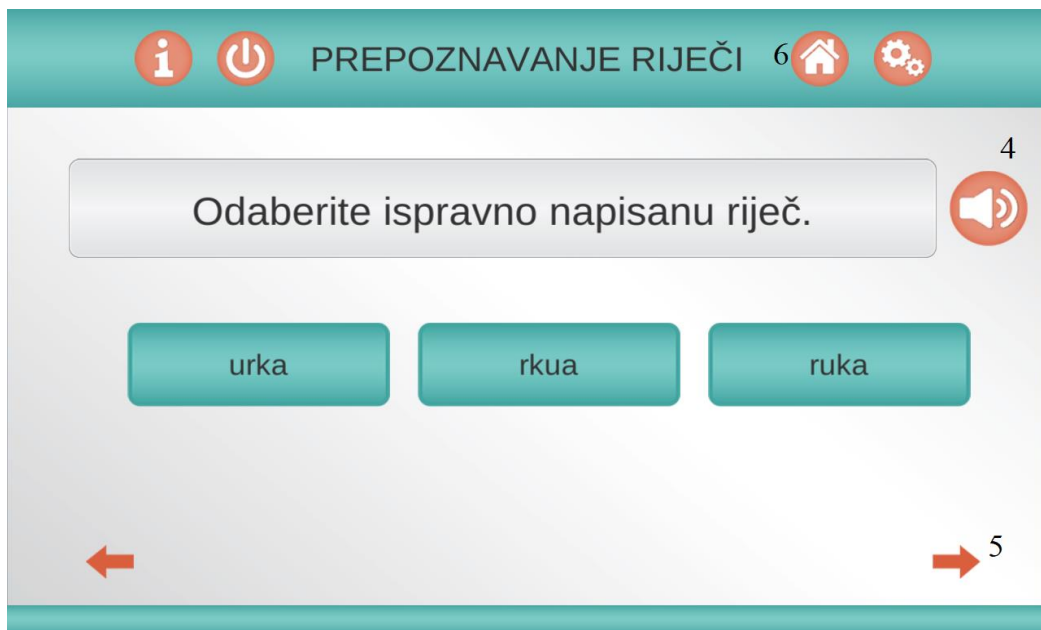 PREPOZNAVANJE RIJEČI 6
4
Odaberite ispravno napisanu riječ.
urka rkua ruka
5